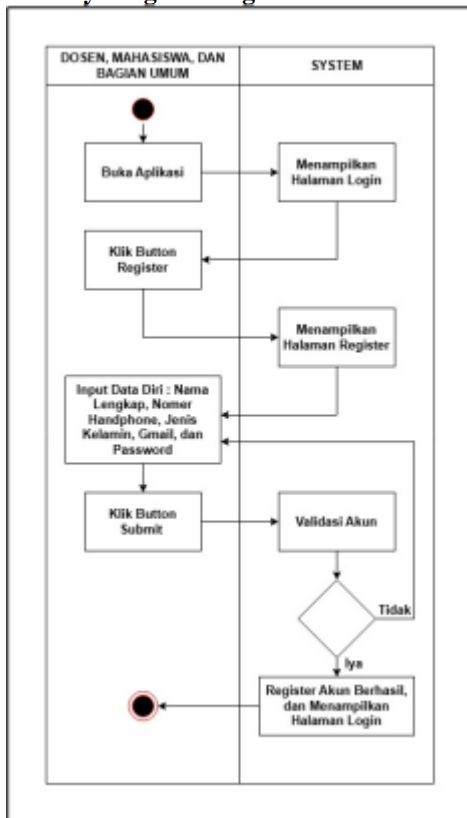 DOSEN, MAHASISWA, DAN
BAGIAN UMUM
SYSTEM
Buka Aplikasi
Menampilkan
Halaman Login
Klik Button
Register
Menampilkan
Halaman Register
Input Data Diri : Nama
Lengkap, Nomer
Handphone, Jenis
Kelamin, Gmail, dan
Password
Klik Button
Submit
Validasi Akun
Tidak
Iya
Register Akun Berhasil,
dan Menampilkan
Halaman Login